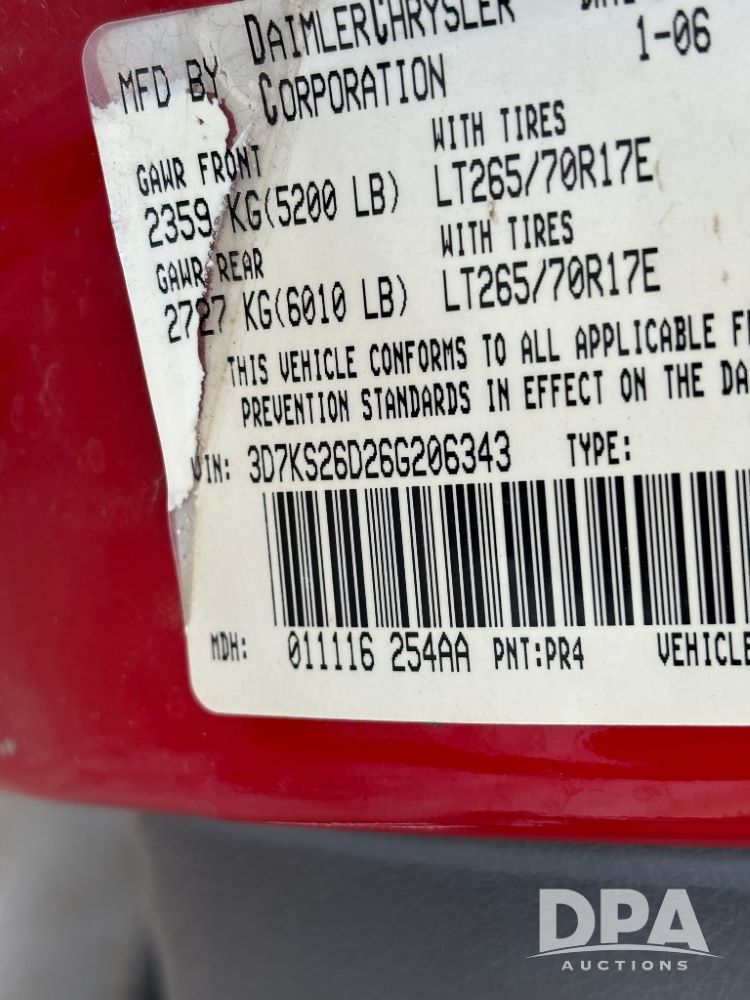 MFD BY DAIMLERCHRYSLER
CORPORATION
1-06
GAWR FRONT WITH TIRES
2359 KG(5200 LB) LT265/70R17E
GAWR REAR WITH TIRES
2727 KG(6010 LB) LT265/70R17E
THIS VEHICLE CONFORMS TO ALL APPLICABLE
PREVENTION STANDARDS IN EFFECT ON THE
VIN: 3D7KS26D26G206343 TYPE:
MDH: 011116 254AA PNT:PR4 VEHICLE
DPA
AUCTIONS